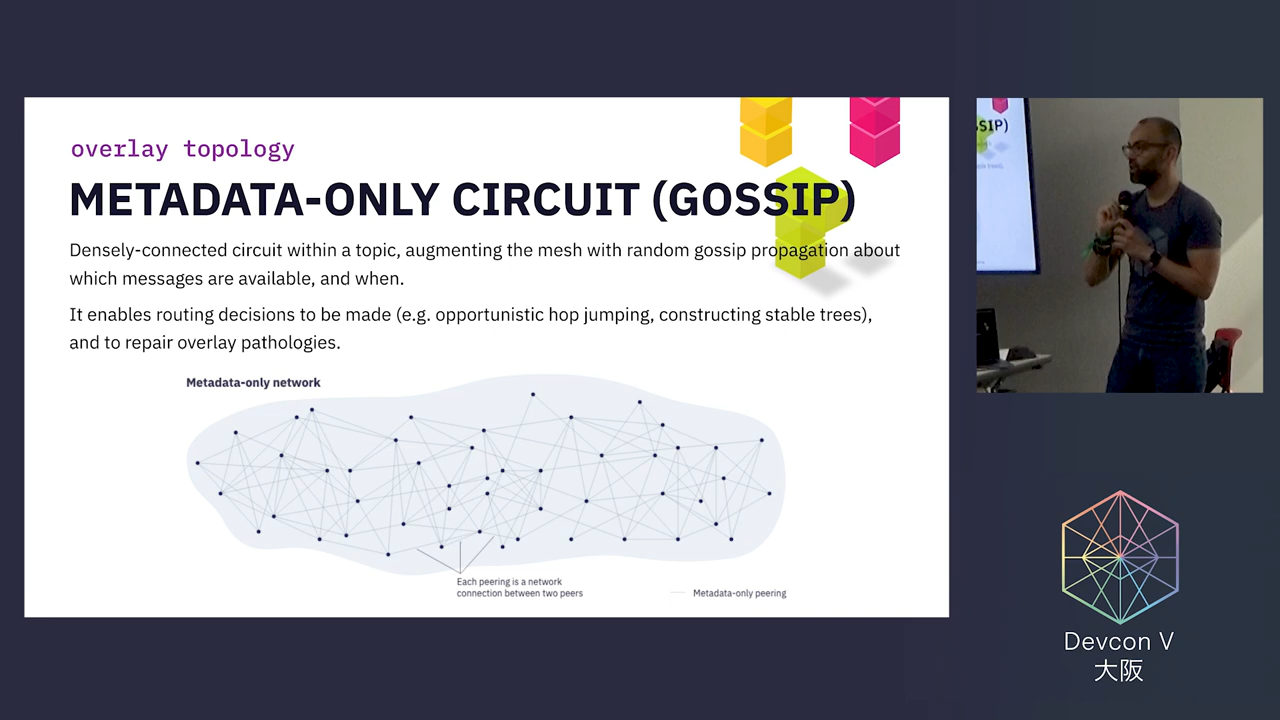 overlay topology
METADATA-ONLY CIRCUIT (GOSSIP)
Densely-connected circuit within a topic, augmenting the mesh with random gossip propagation about
which messages are available, and when.
It enables routing decisions to be made (e.g. opportunistic hop jumping, constructing stable trees),
and to repair overlay pathologies.
Metadata-only network
Each peering is a network
connection between two peers
Metadata-only peering
SIP)
Devcon V
大阪